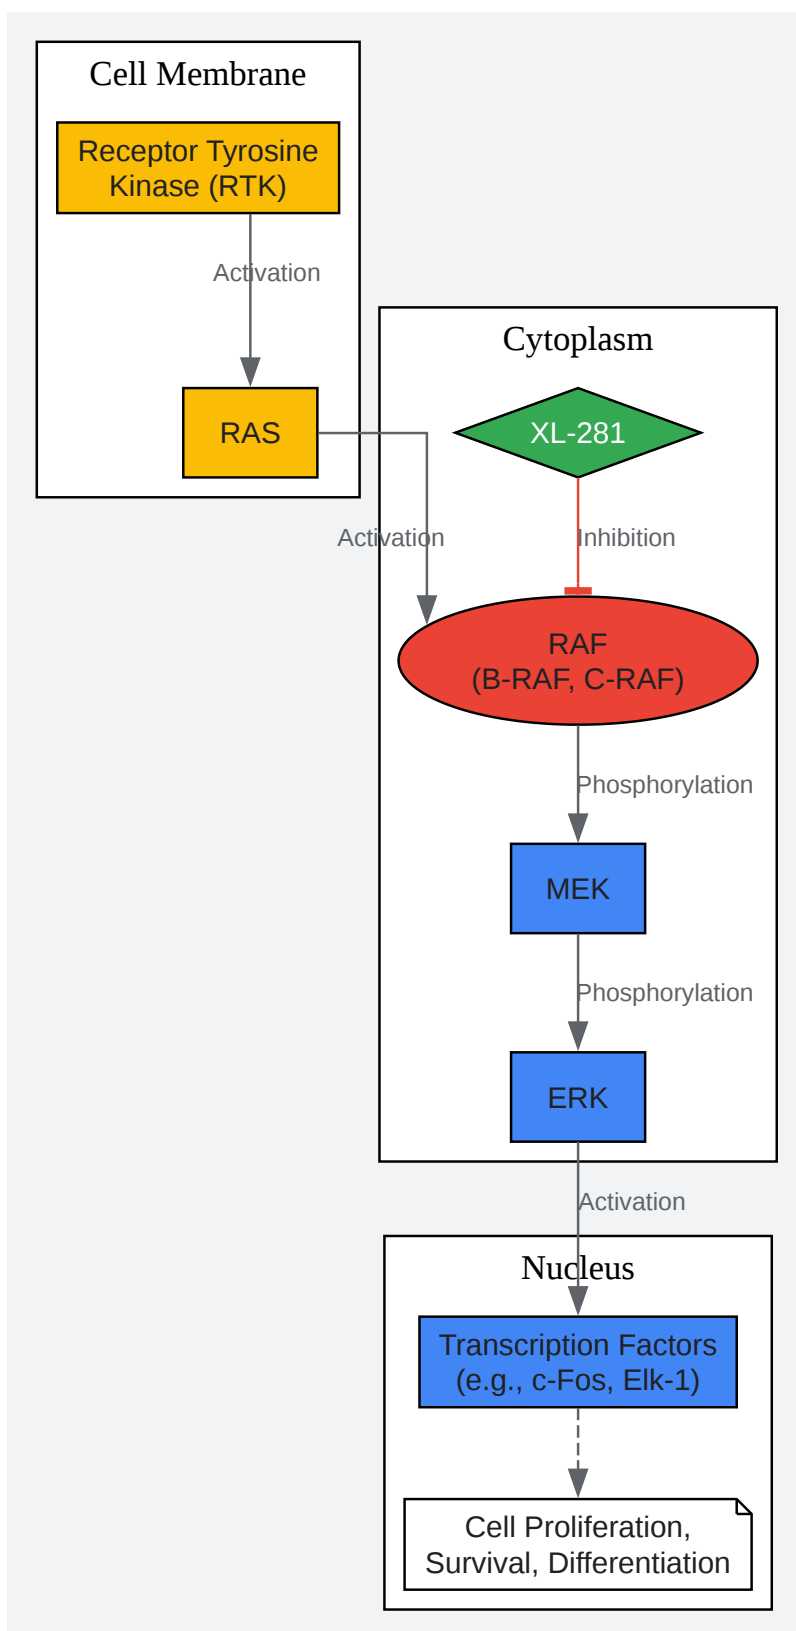 Cell Membrane
Receptor Tyrosine
Kinase (RTK)
Activation
RAS
Cytoplasm
XL-281
Activation
Inhibition
RAF
(B-RAF, C-RAF)
Phosphorylation
MEK
Phosphorylation
ERK
Activation
Nucleus
Transcription Factors
(e.g., c-Fos, Elk-1)
Cell Proliferation,
Survival, Differentiation